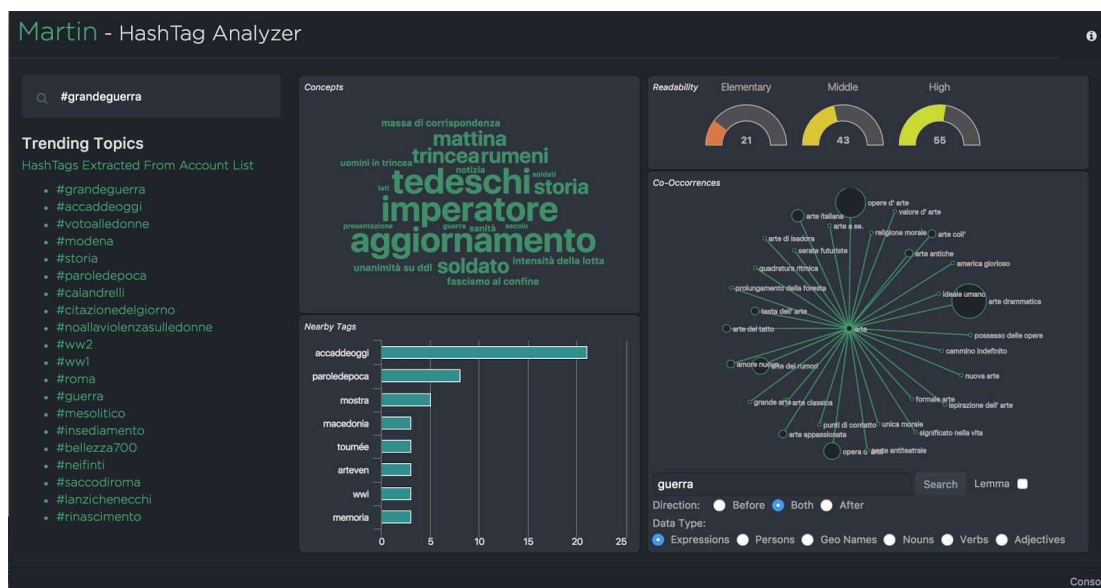 Martin - HashTag Analyzer
#grandeguerra
Trending Topics
HashTags Extracted From Account List
#grandeguerra
#accaddeoggi
#votoalledonne
#modena
#storia
#paroledepoca
#calandrelli
#citazionedelgiorno
#noallaviolenzasulledonne
#ww2
#ww1
#roma
#guerra
#mesolitico
#insediamento
#bellezza700
#neifinti
#saccodiroma
#lanzichenecchi
#rinascimento
Concepts
massa di corrispondenza
mattina
uomini in trincea trincea rumeni
notizia
soldati
lati tedeschi storia
imperatore
presentazione guerra sanità secolo
aggiornamento
unanimità su ddl soldato intensità della lotta
fascismo al confine
Nearby Tags
accaddeoggi
paroledepoca
mostra
macedonia
tournée
arteven
wwi
memoria
0 5 10 15 20 25
Readability
Elementary Middle High
21 43 55
Co-Occorrences
opere d' arte
valore d' arte
arte italiana
arte a se.
religione morale
arte coll'
arte di isadora
serata futurista
arte antiche
quadratura ritmica
america glorioso
prolungamento della foresta
ideale umano
arte drammatica
testa dell' arte
arte del tatto
arte
possesso delle opere
cammino indefinito
amore nuovo
arte dei rumori
nuova arte
grande arte
arte classica
formale arte
ispirazione dell' arte
punti di contatto
unica morale
arte appassionata
significato nella vita
opera d' arte
parte antiteatrale
guerra
Search
Lemma
Direction: Before Both After
Data Type:
Expressions Persons Geo Names Nouns Verbs Adjectives
Conso